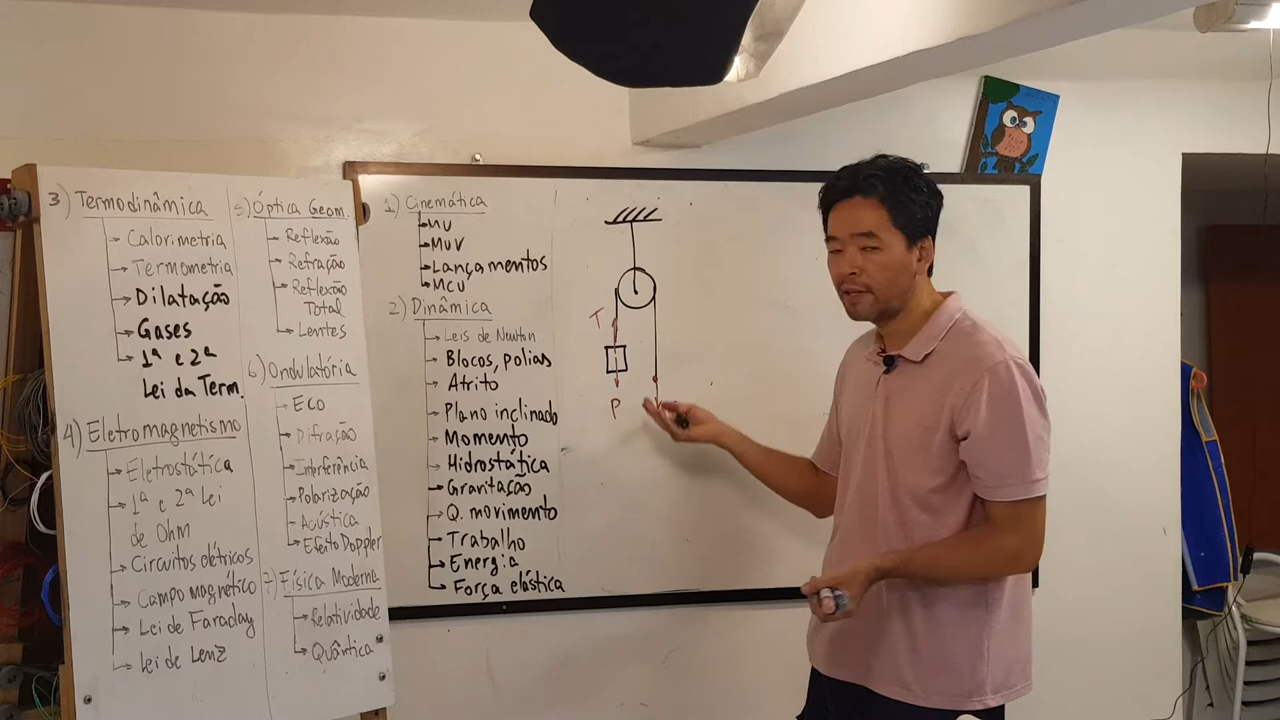 3) Termodinâmica
Calorimetria
Termometria
Dilatação
Gases
1ª e 2ª
Lei da Term.
4) Eletromagnetismo
Eletrostática
1ª e 2ª Lei
de Ohm
Circuitos elétricos
Campo magnético
Lei de Faraday
Lei de Lenz
5) Óptica Geom.
Reflexão
Refração
Reflexão
Total
Lentes
6) Ondulatória
Eco
Difração
Interferência
Polarização
Acústica
Efeito Doppler
7) Física Moderna
Relatividade
Quântica
1) Cinemática
MU
MUV
Lançamentos
MCU
2) Dinâmica
Leis de Newton
Blocos, polias
Atrito
Plano inclinado
Momento
Hidrostática
Gravitação
Q. movimento
Trabalho
Energia
Força elástica
T
P